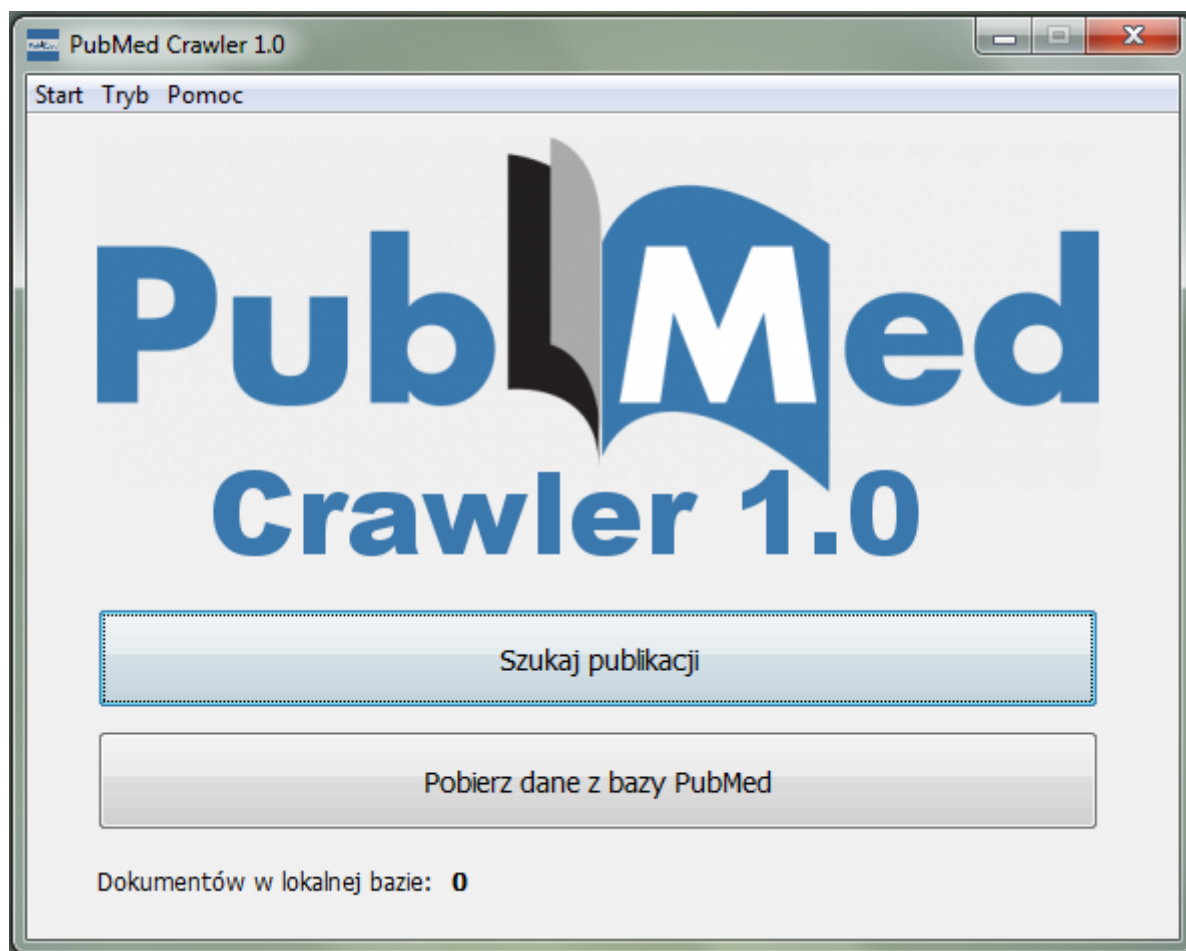 PubMed Crawler 1.0
Start Tryb Pomoc
PubMed
Crawler 1.0
Szukaj publikacji
Pobierz dane z bazy PubMed
Dokumentów w lokalnej bazie: 0